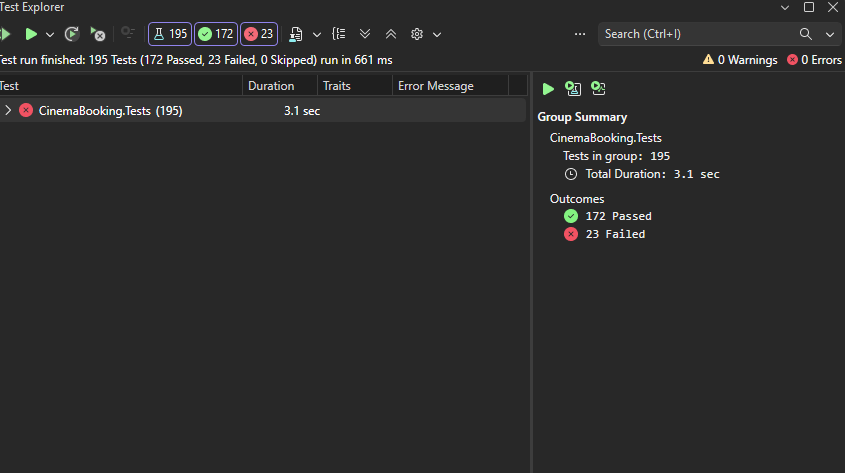 Test Explorer
195 172 23 Search (Ctrl+I)
Test run finished: 195 Tests (172 Passed, 23 Failed, 0 Skipped) run in 661 ms 0 Warnings 0 Errors
Test Duration Traits Error Message
CinemaBooking.Tests (195) 3.1 sec
Group Summary
CinemaBooking.Tests
Tests in group: 195
Total Duration: 3.1 sec
Outcomes
172 Passed
23 Failed